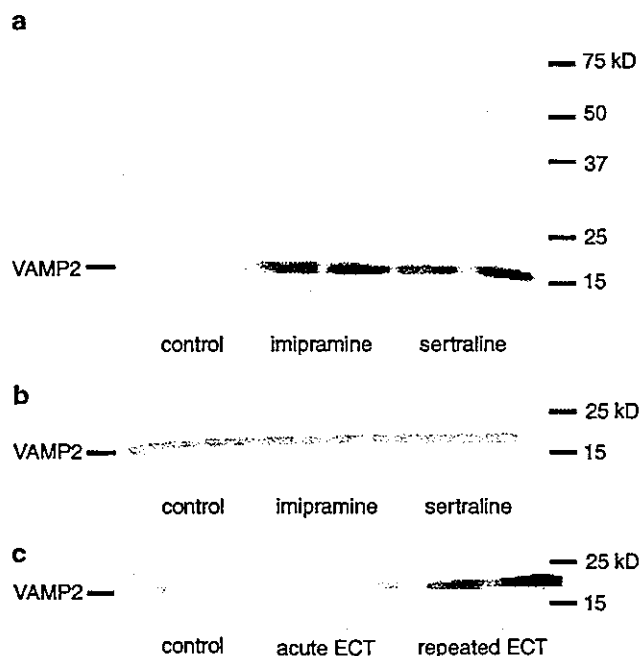 a
75 kD
50
37
25
VAMP2
15
control imipramine sertraline
b
25 kD
VAMP2
15
control imipramine sertraline
c
25 kD
VAMP2
15
control acute ECT repeated ECT